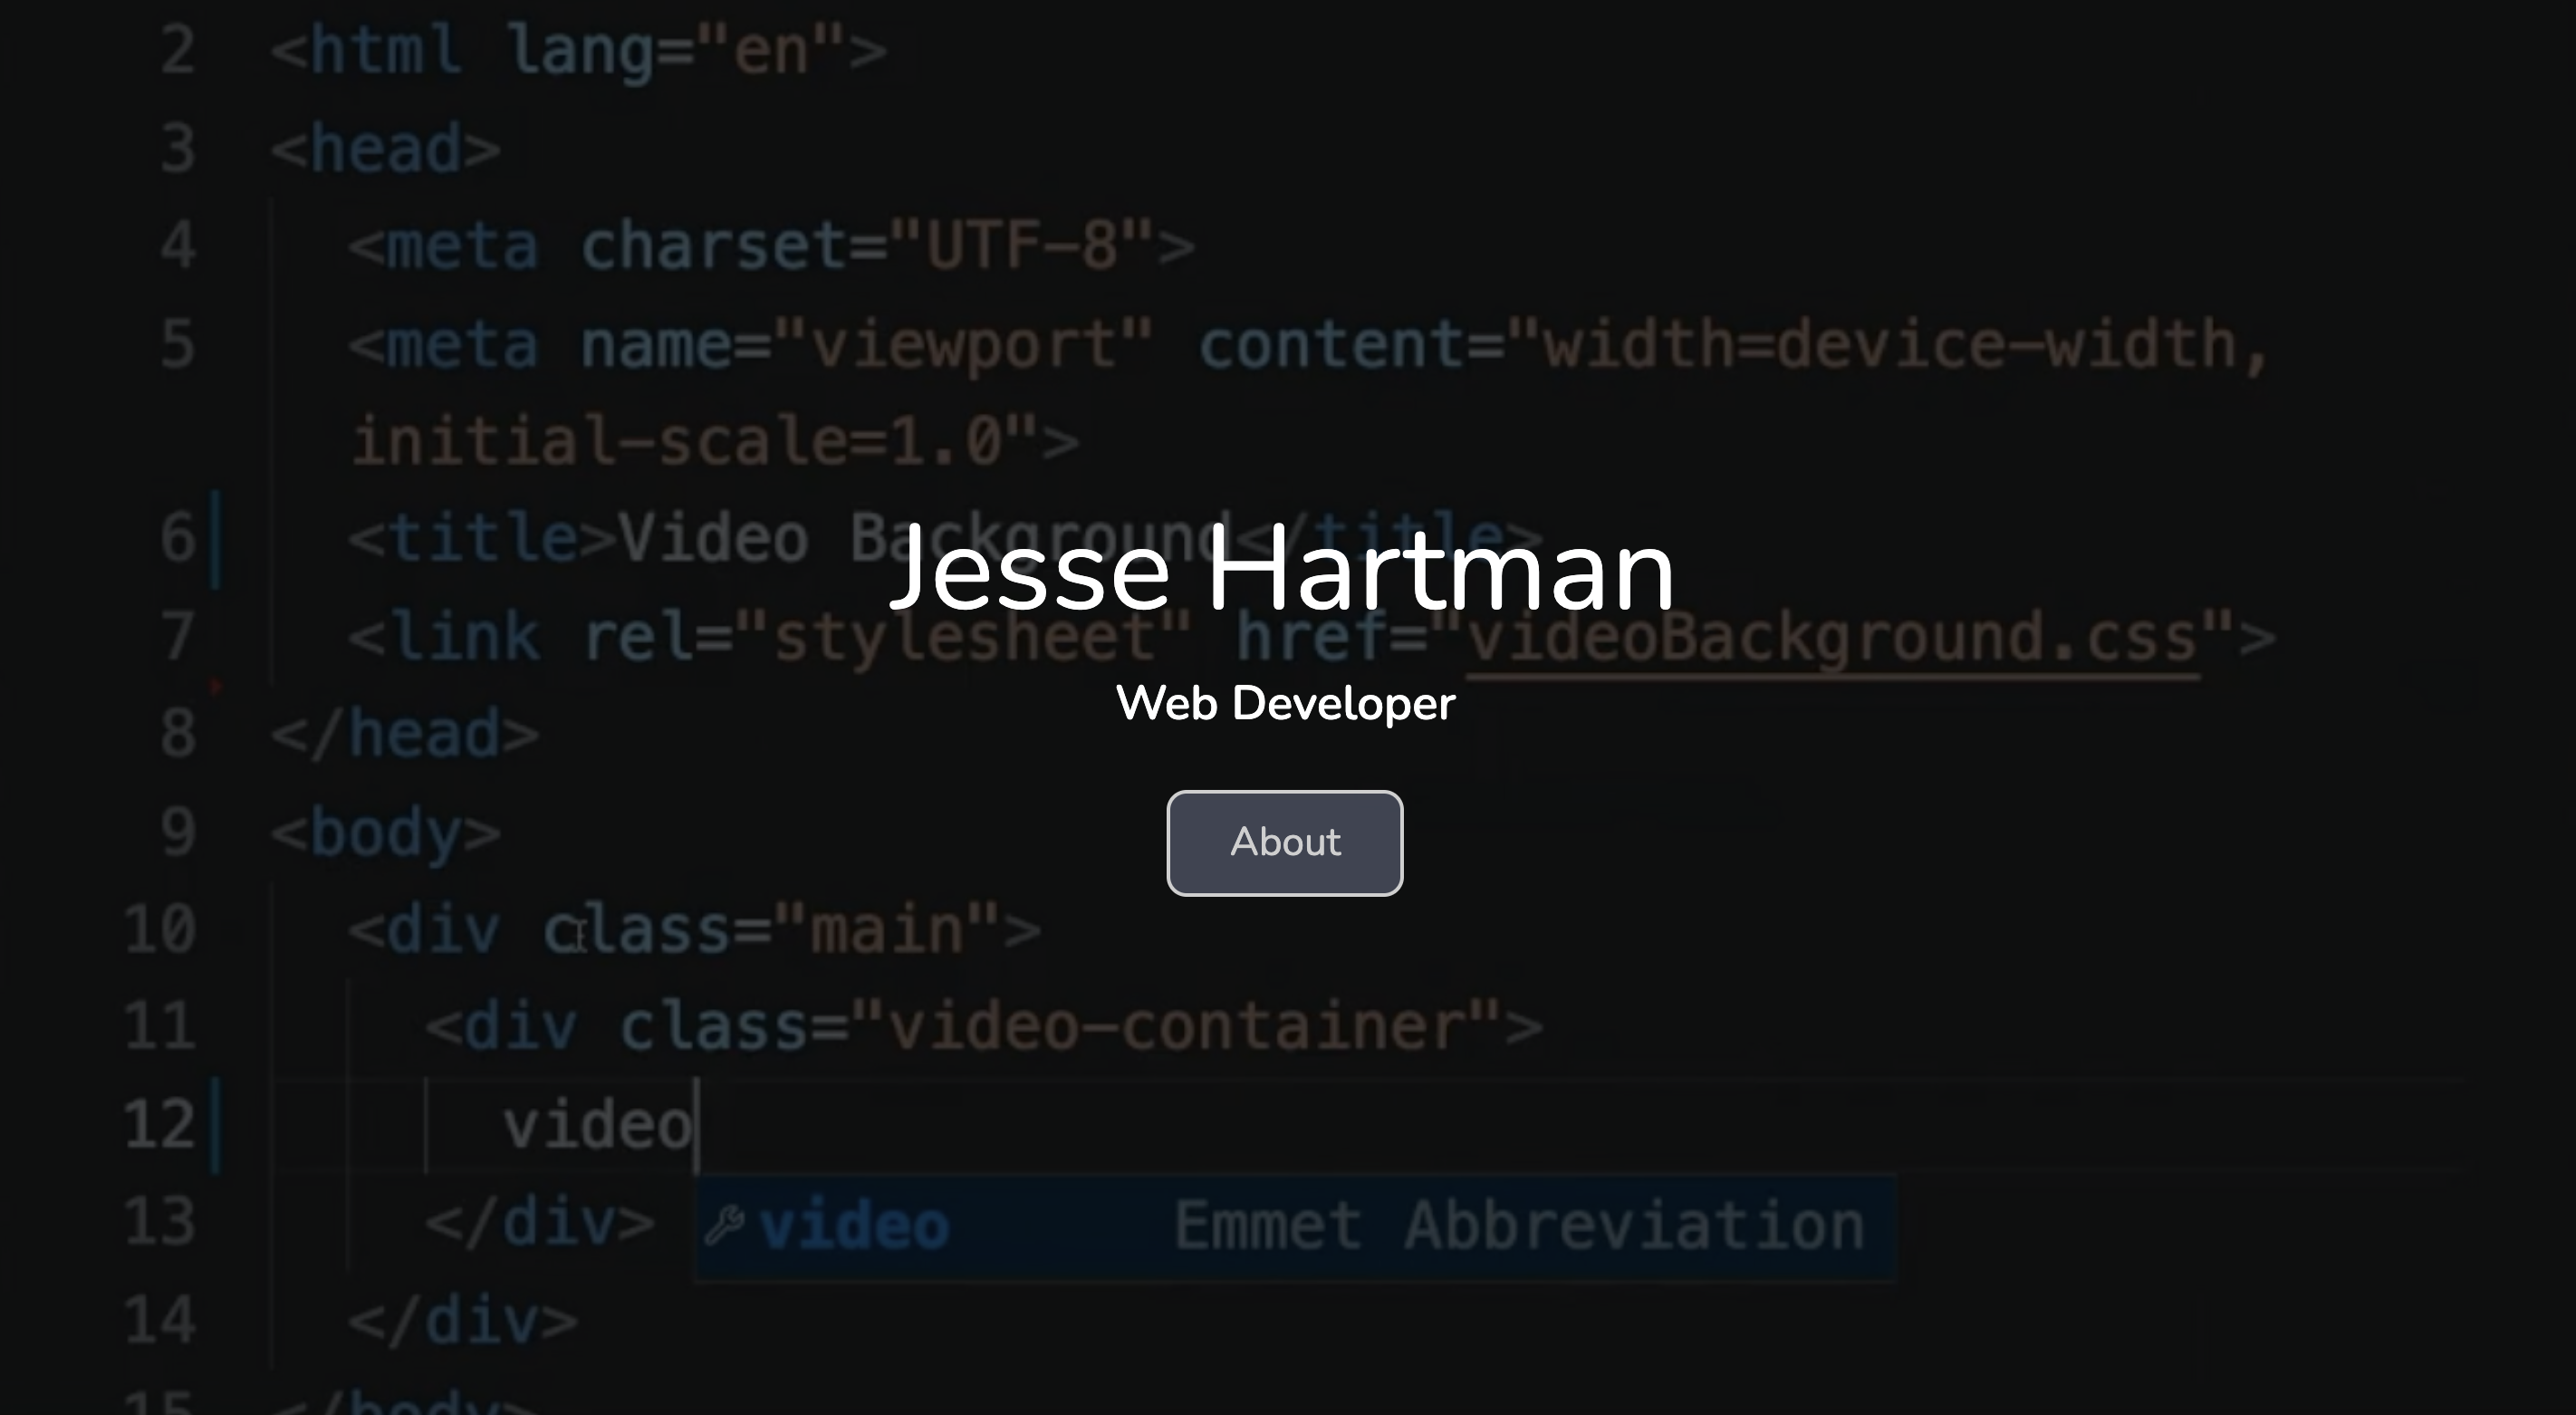 2 <html lang="en">
3 <head>
4 <meta charset="UTF-8">
5 <meta name="viewport" content="width=device-width,
initial-scale=1.0">
6 <title>Video Background</title>
Jesse Hartman
7 <link rel="stylesheet" href="videoBackground.css">
Web Developer
8 </head>
9 <body>
About
10 <div class="main">
11 <div class="video-container">
12 video
13 </div>
video Emmet Abbreviation
14 </div>
15 </body>